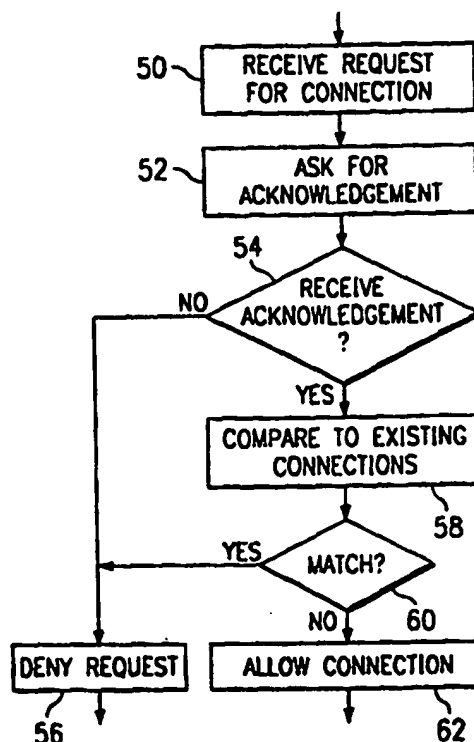 50
RECEIVE REQUEST
FOR CONNECTION
52
ASK FOR
ACKNOWLEDGEMENT
54
NO
RECEIVE
ACKNOWLEDGEMENT
?
YES
COMPARE TO EXISTING
CONNECTIONS
58
YES
MATCH?
60
NO
DENY REQUEST
ALLOW CONNECTION
56
62